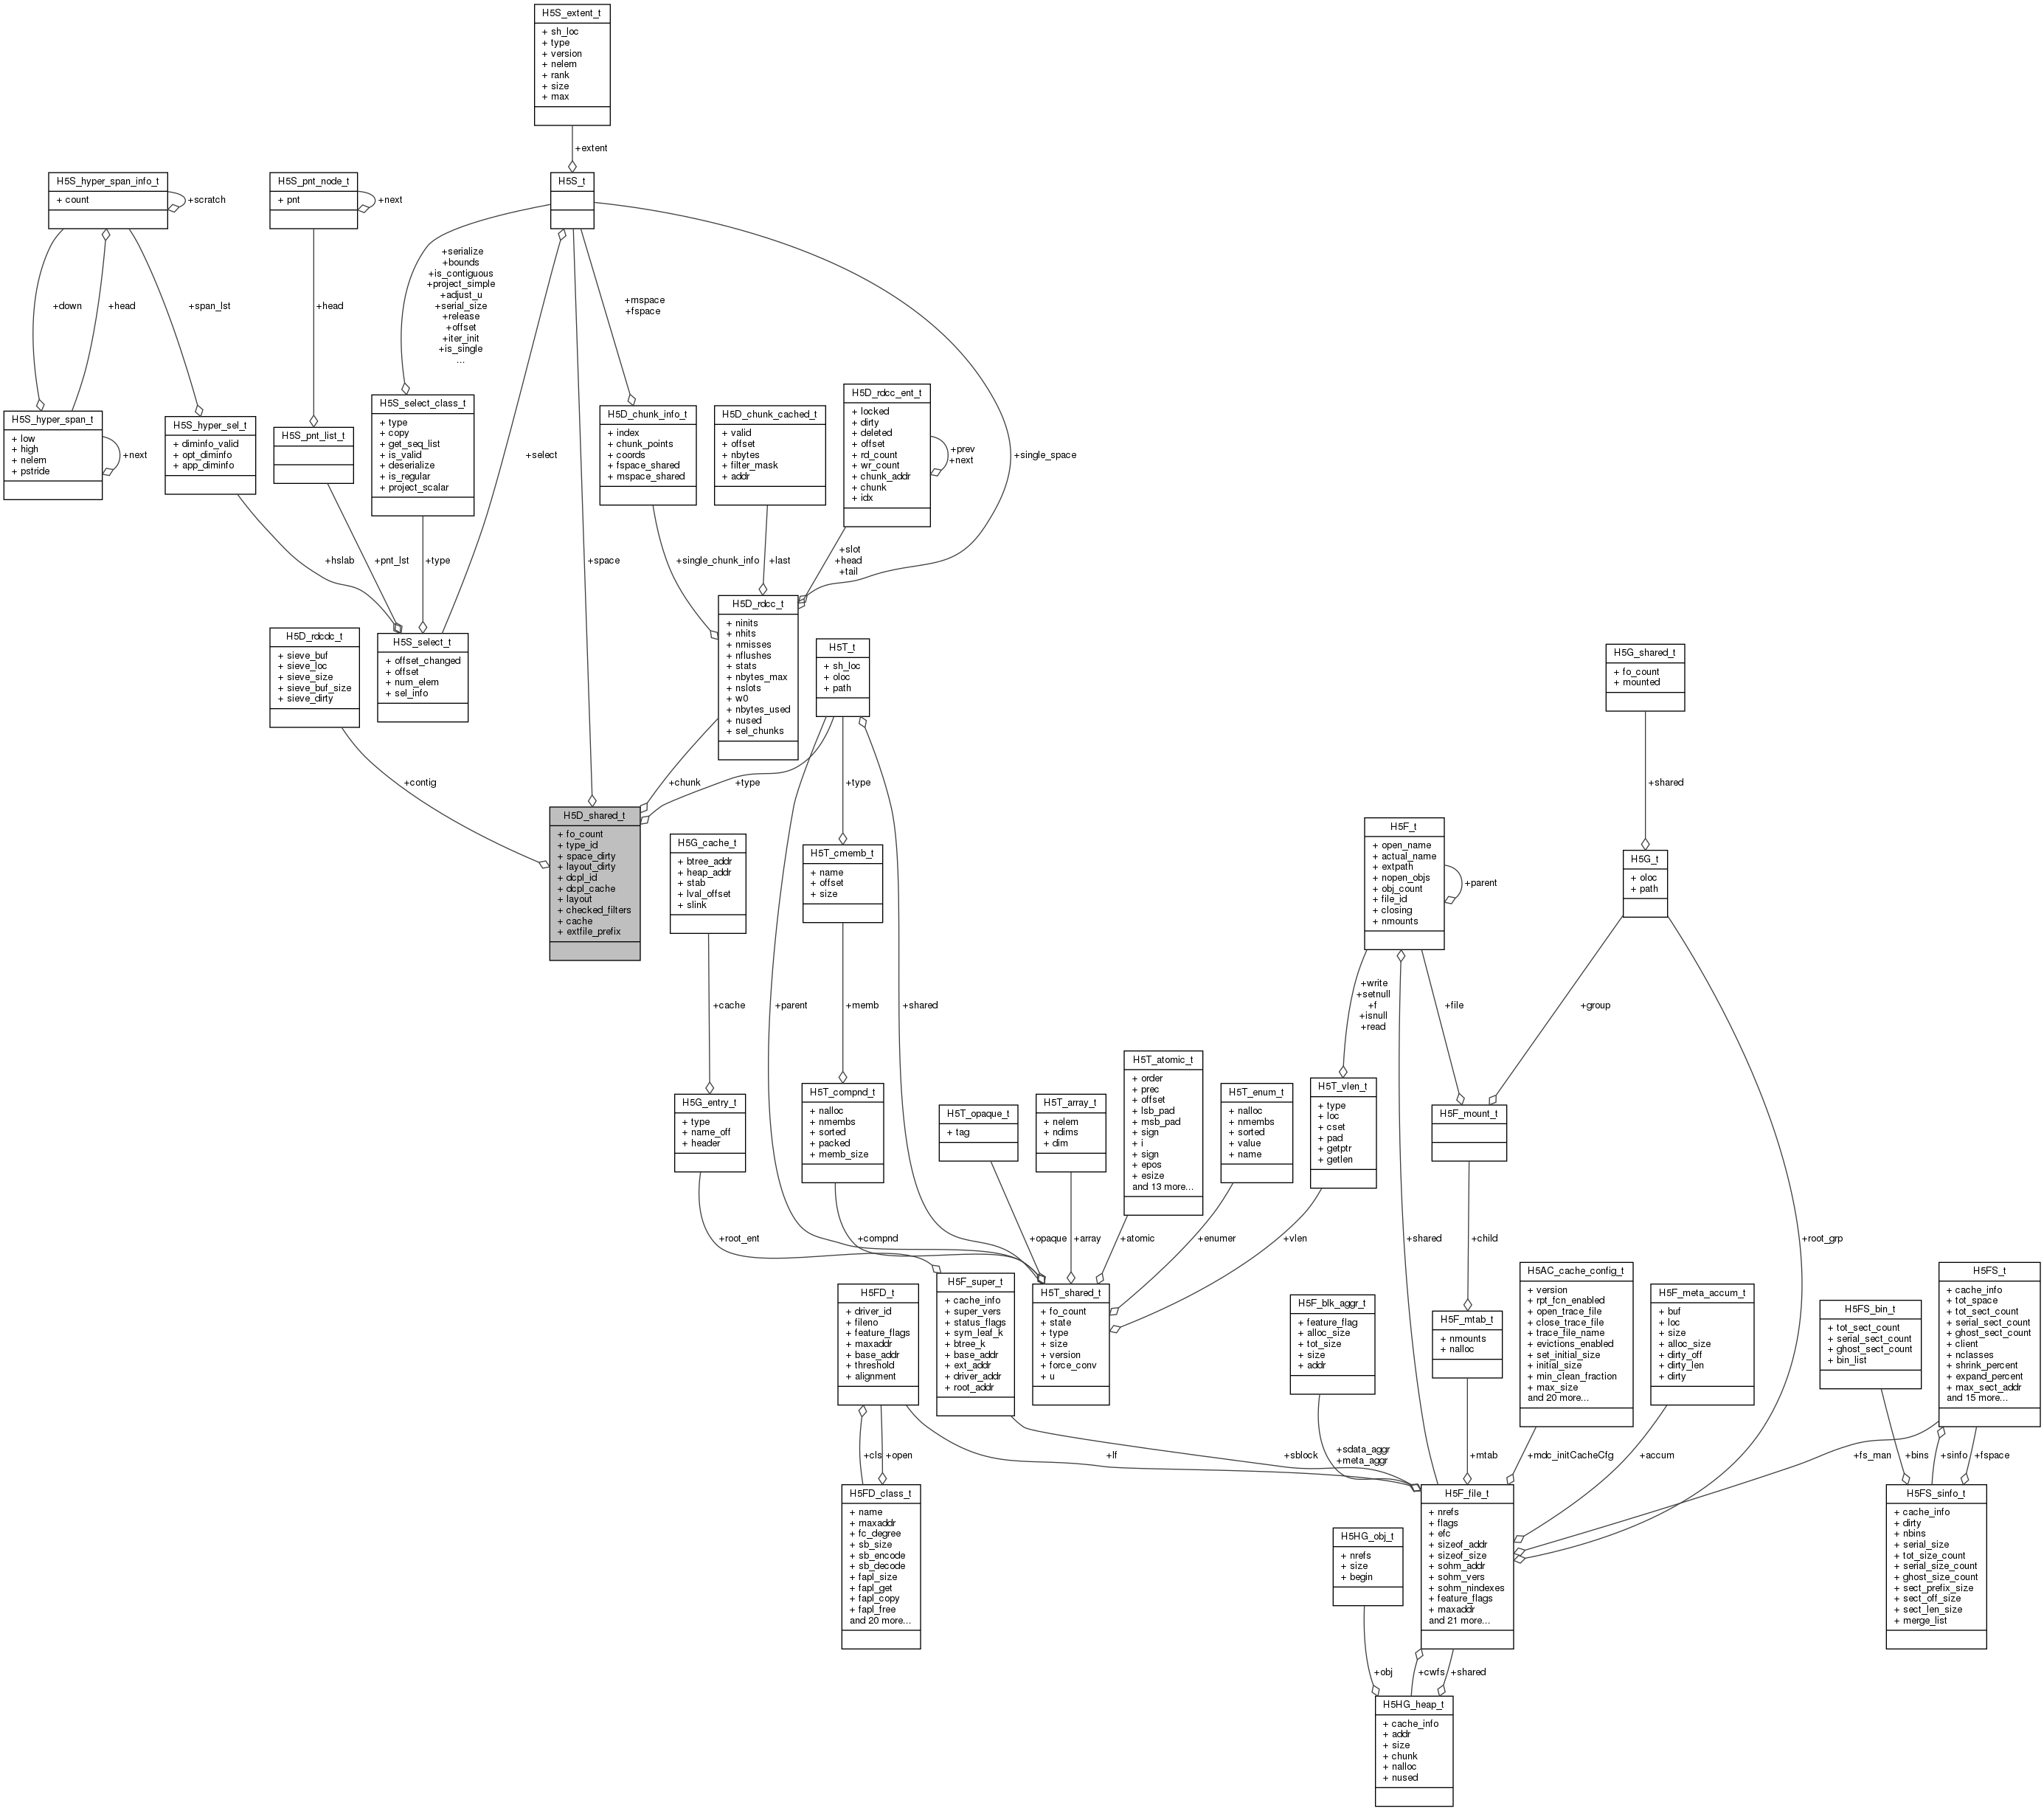 H5S_extent_t
+ sh_loc
+ type
+ version
+ nelem
+ rank
+ size
+ max
+extent
H5S_hyper_span_info_t
+ count
+scratch
H5S_pnt_node_t
+ pnt
+next
H5S_t
+serialize
+bounds
+is_contiguous
+project_simple
+adjust_u
+serial_size
+release
+offset
+iter_init
+is_single
...
+down
+head
+span_lst
+head
+mspace
+fspace
H5S_hyper_span_t
+ low
+ high
+ nelem
+ pstride
+next
H5S_hyper_sel_t
+ diminfo_valid
+ opt_diminfo
+ app_diminfo
H5S_pnt_list_t
H5S_select_class_t
+ type
+ copy
+ get_seq_list
+ is_valid
+ deserialize
+ is_regular
+ project_scalar
+select
H5D_chunk_info_t
+ index
+ chunk_points
+ coords
+ fspace_shared
+ mspace_shared
H5D_chunk_cached_t
+ valid
+ offset
+ nbytes
+ filter_mask
+ addr
H5D_rdcc_ent_t
+ locked
+ dirty
+ deleted
+ offset
+ rd_count
+ wr_count
+ chunk_addr
+ chunk
+ idx
+prev
+next
+single_space
+hslab
+pnt_lst
+type
+space
+single_chunk_info
+last
+slot
+head
+tail
H5D_rdcdc_t
+ sieve_buf
+ sieve_loc
+ sieve_size
+ sieve_buf_size
+ sieve_dirty
H5S_select_t
+ offset_changed
+ offset
+ num_elem
+ sel_info
H5D_rdcc_t
+ ninits
+ nhits
+ nmisses
+ nflushes
+ stats
+ nbytes_max
+ nslots
+ w0
+ nbytes_used
+ nused
+ sel_chunks
H5T_t
+ sh_loc
+ oloc
+ path
H5G_shared_t
+ fo_count
+ mounted
+contig
+chunk
+type
+type
+shared
H5D_shared_t
+ fo_count
+ type_id
+ space_dirty
+ layout_dirty
+ dcpl_id
+ dcpl_cache
+ layout
+ checked_filters
+ cache
+ extfile_prefix
H5G_cache_t
+ btree_addr
+ heap_addr
+ stab
+ lval_offset
+ slink
H5T_cmemb_t
+ name
+ offset
+ size
H5F_t
+ open_name
+ actual_name
+ extpath
+ nopen_objs
+ obj_count
+ file_id
+ closing
+ nmounts
+parent
H5G_t
+ oloc
+ path
+cache
+parent
+memb
+shared
+write
+setnull
+f
+isnull
+read
+file
+group
H5G_entry_t
+ type
+ name_off
+ header
H5T_compnd_t
+ nalloc
+ nmembs
+ sorted
+ packed
+ memb_size
H5T_opaque_t
+ tag
H5T_array_t
+ nelem
+ ndims
+ dim
H5T_atomic_t
+ order
+ prec
+ offset
+ lsb_pad
+ msb_pad
+ sign
+ i
+ sign
+ epos
+ esize
and 13 more...
H5T_enum_t
+ nalloc
+ nmembs
+ sorted
+ value
+ name
H5T_vlen_t
+ type
+ loc
+ cset
+ pad
+ getptr
+ getlen
H5F_mount_t
+root_ent
+compnd
+opaque
+array
+atomic
+enumer
+vlen
+shared
+child
+root_grp
H5FD_t
+ driver_id
+ fileno
+ feature_flags
+ maxaddr
+ base_addr
+ threshold
+ alignment
H5F_super_t
+ cache_info
+ super_vers
+ status_flags
+ sym_leaf_k
+ btree_k
+ base_addr
+ ext_addr
+ driver_addr
+ root_addr
H5T_shared_t
+ fo_count
+ state
+ type
+ size
+ version
+ force_conv
+ u
H5F_blk_aggr_t
+ feature_flag
+ alloc_size
+ tot_size
+ size
+ addr
H5F_mtab_t
+ nmounts
+ nalloc
H5AC_cache_config_t
+ version
+ rpt_fcn_enabled
+ open_trace_file
+ close_trace_file
+ trace_file_name
+ evictions_enabled
+ set_initial_size
+ initial_size
+ min_clean_fraction
+ max_size
and 20 more...
H5F_meta_accum_t
+ buf
+ loc
+ size
+ alloc_size
+ dirty_off
+ dirty_len
+ dirty
H5FS_bin_t
+ tot_sect_count
+ serial_sect_count
+ ghost_sect_count
+ bin_list
H5FS_t
+ cache_info
+ tot_space
+ tot_sect_count
+ serial_sect_count
+ ghost_sect_count
+ client
+ nclasses
+ shrink_percent
+ expand_percent
+ max_sect_addr
and 15 more...
+cls
+open
+lf
+sblock
+sdata_aggr
+meta_aggr
+mtab
+mdc_initCacheCfg
+accum
+fs_man
+bins
+sinfo
+fspace
H5FD_class_t
+ name
+ maxaddr
+ fc_degree
+ sb_size
+ sb_encode
+ sb_decode
+ fapl_size
+ fapl_get
+ fapl_copy
+ fapl_free
and 20 more...
H5HG_obj_t
+ nrefs
+ size
+ begin
H5F_file_t
+ nrefs
+ flags
+ efc
+ sizeof_addr
+ sizeof_size
+ sohm_addr
+ sohm_vers
+ sohm_nindexes
+ feature_flags
+ maxaddr
and 21 more...
H5FS_sinfo_t
+ cache_info
+ dirty
+ nbins
+ serial_size
+ tot_size_count
+ serial_size_count
+ ghost_size_count
+ sect_prefix_size
+ sect_off_size
+ sect_len_size
+ merge_list
+obj
+cwfs
+shared
H5HG_heap_t
+ cache_info
+ addr
+ size
+ chunk
+ nalloc
+ nused